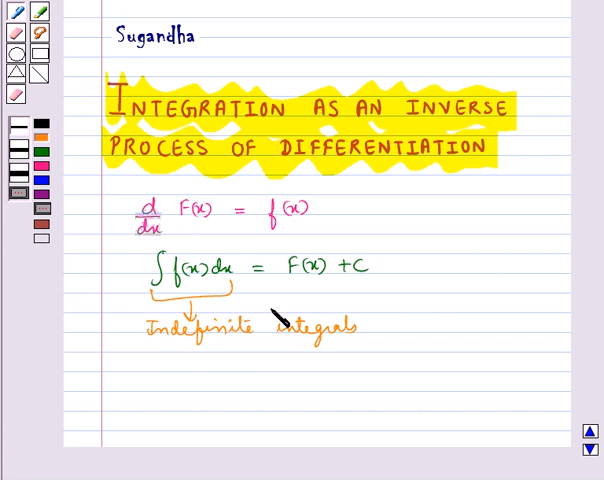 Sugandha
INTEGRATION AS AN INVERSE
PROCESS OF DIFFERENTIATION
d/dx F(x) = f(x)
∫f(x)dx = F(x) + C
Indefinite integrals